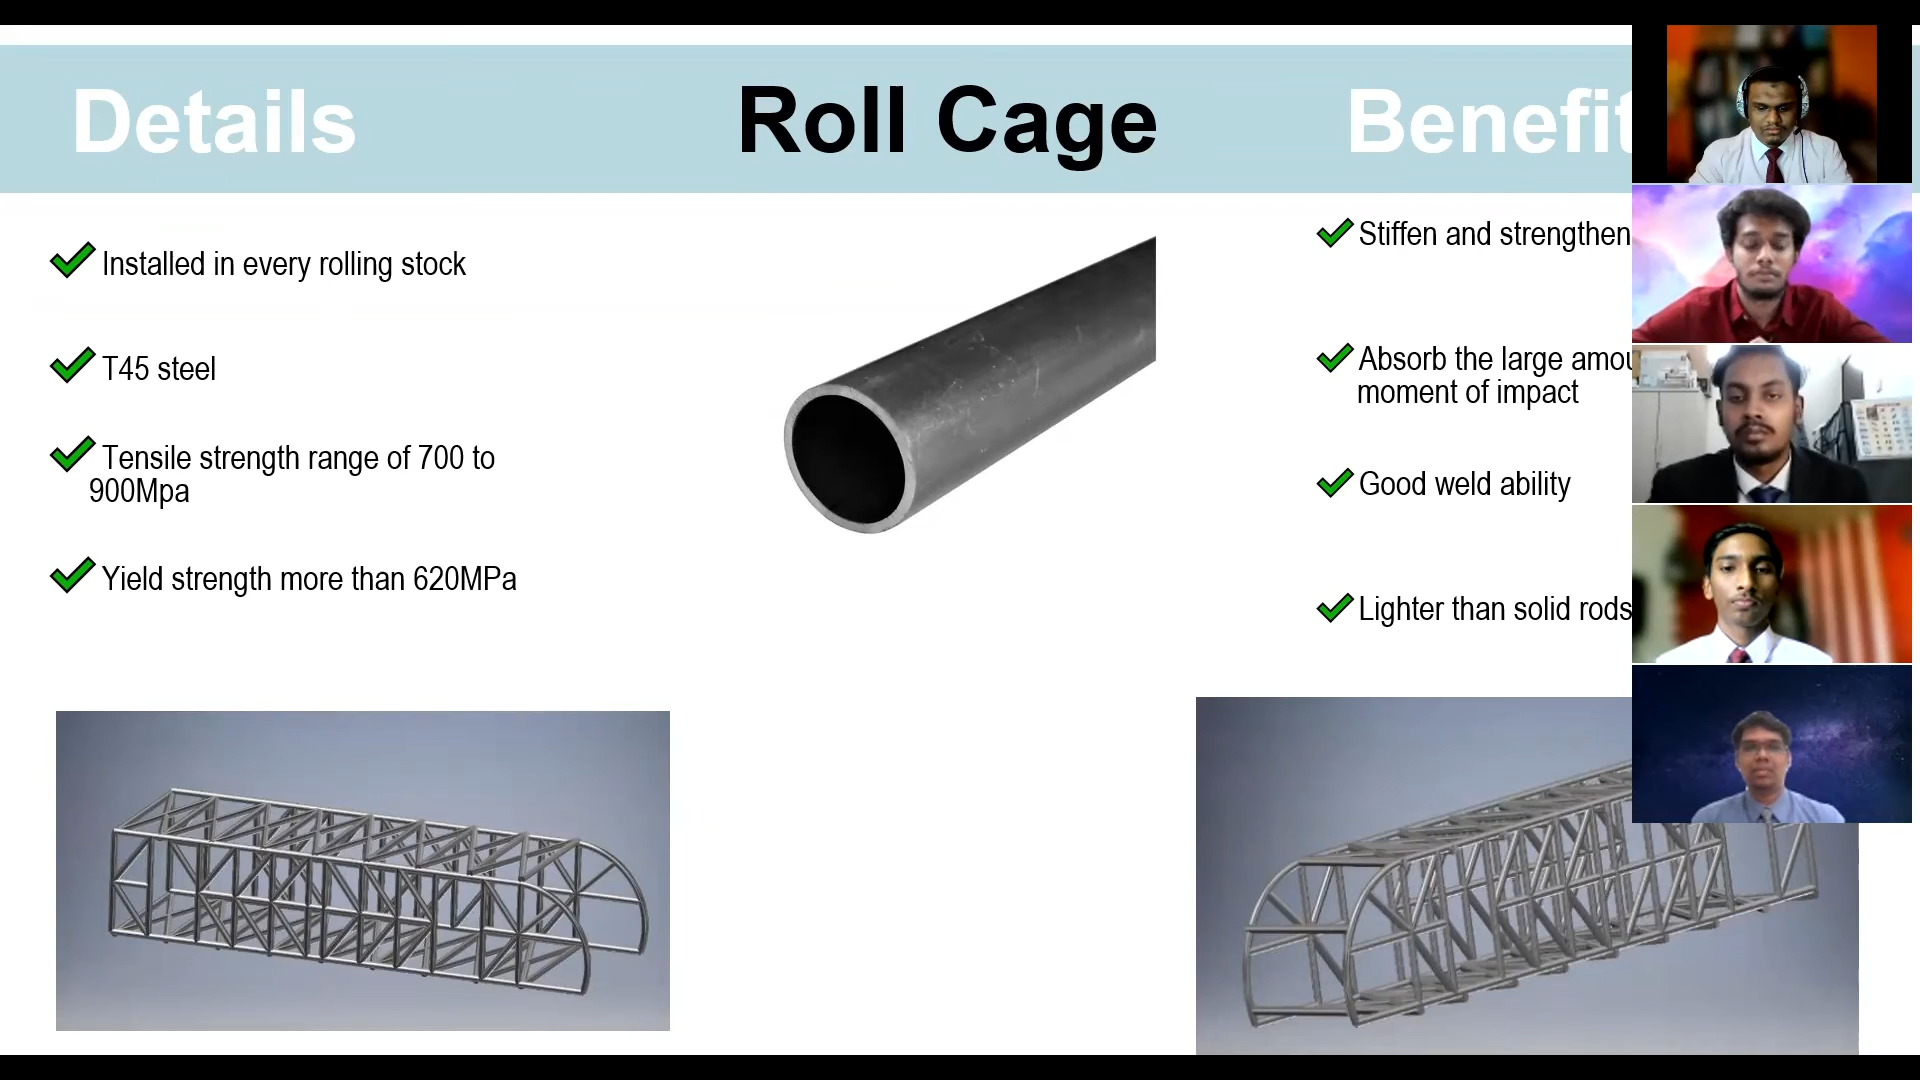 Details
Roll Cage
Installed in every rolling stock
T45 steel
Tensile strength range of 700 to
900Mpa
Yield strength more than 620MPa
Stiffen and strengthen
Absorb the large
moment of impact
Good weld ability
Lighter than solid rods